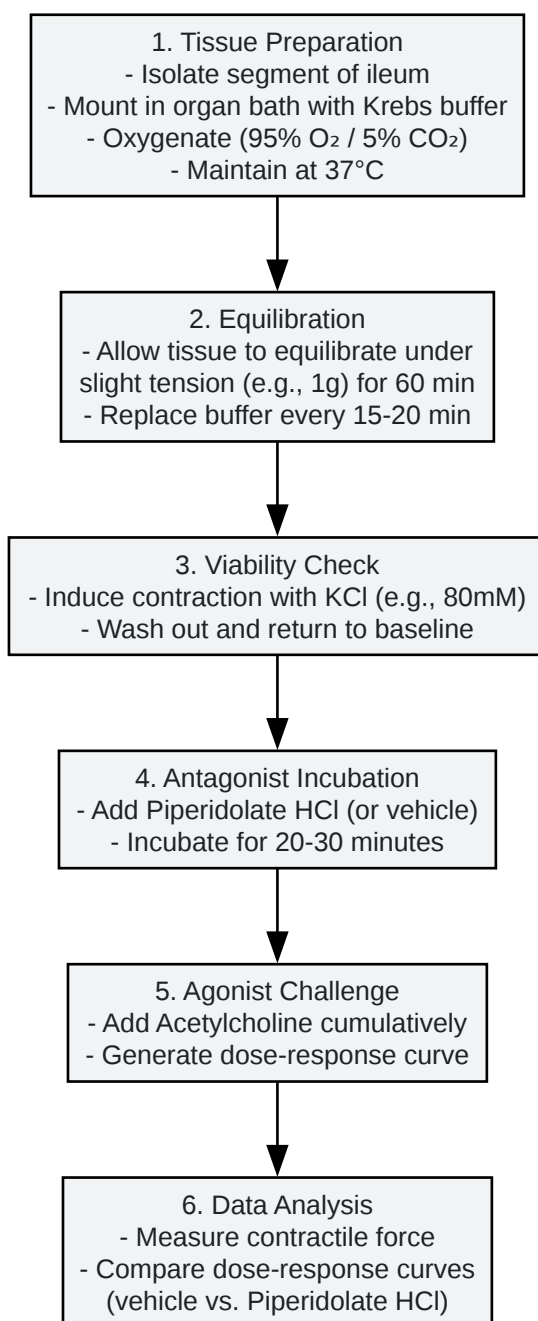 1. Tissue Preparation
- Isolate segment of ileum
- Mount in organ bath with Krebs buffer
- Oxygenate (95% O₂ / 5% CO₂)
- Maintain at 37°C
2. Equilibration
- Allow tissue to equilibrate under
slight tension (e.g., 1g) for 60 min
- Replace buffer every 15-20 min
3. Viability Check
- Induce contraction with KCl (e.g., 80mM)
- Wash out and return to baseline
4. Antagonist Incubation
- Add Piperidolate HCl (or vehicle)
- Incubate for 20-30 minutes
5. Agonist Challenge
- Add Acetylcholine cumulatively
- Generate dose-response curve
6. Data Analysis
- Measure contractile force
- Compare dose-response curves
(vehicle vs. Piperidolate HCl)